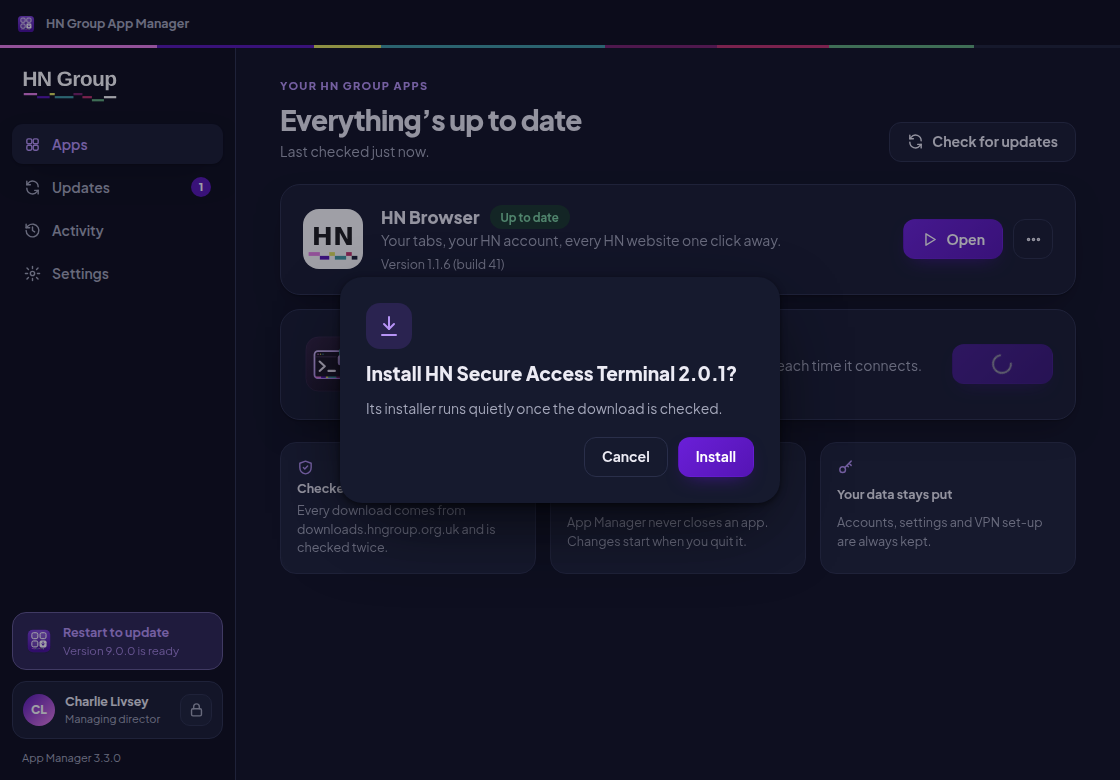 HN Group App Manager
HN Group
Apps
Updates
1
Activity
Settings
Restart to update
Version 9.0.0 is ready
CL
Charlie Livsey
Managing director
App Manager 3.3.0
YOUR HN GROUP APPS
Everything's up to date
Last checked just now.
Check for updates
HN
HN Browser
Up to date
Your tabs, your HN account, every HN website one click away.
Version 1.1.6 (build 41)
Open
each time it connects.
Install HN Secure Access Terminal 2.0.1?
Its installer runs quietly once the download is checked.
Cancel
Install
Every download comes from
downloads.hngroup.org.uk and is
checked twice.
App Manager never closes an app.
Changes start when you quit it.
Your data stays put
Accounts, settings and VPN set-up
are always kept.